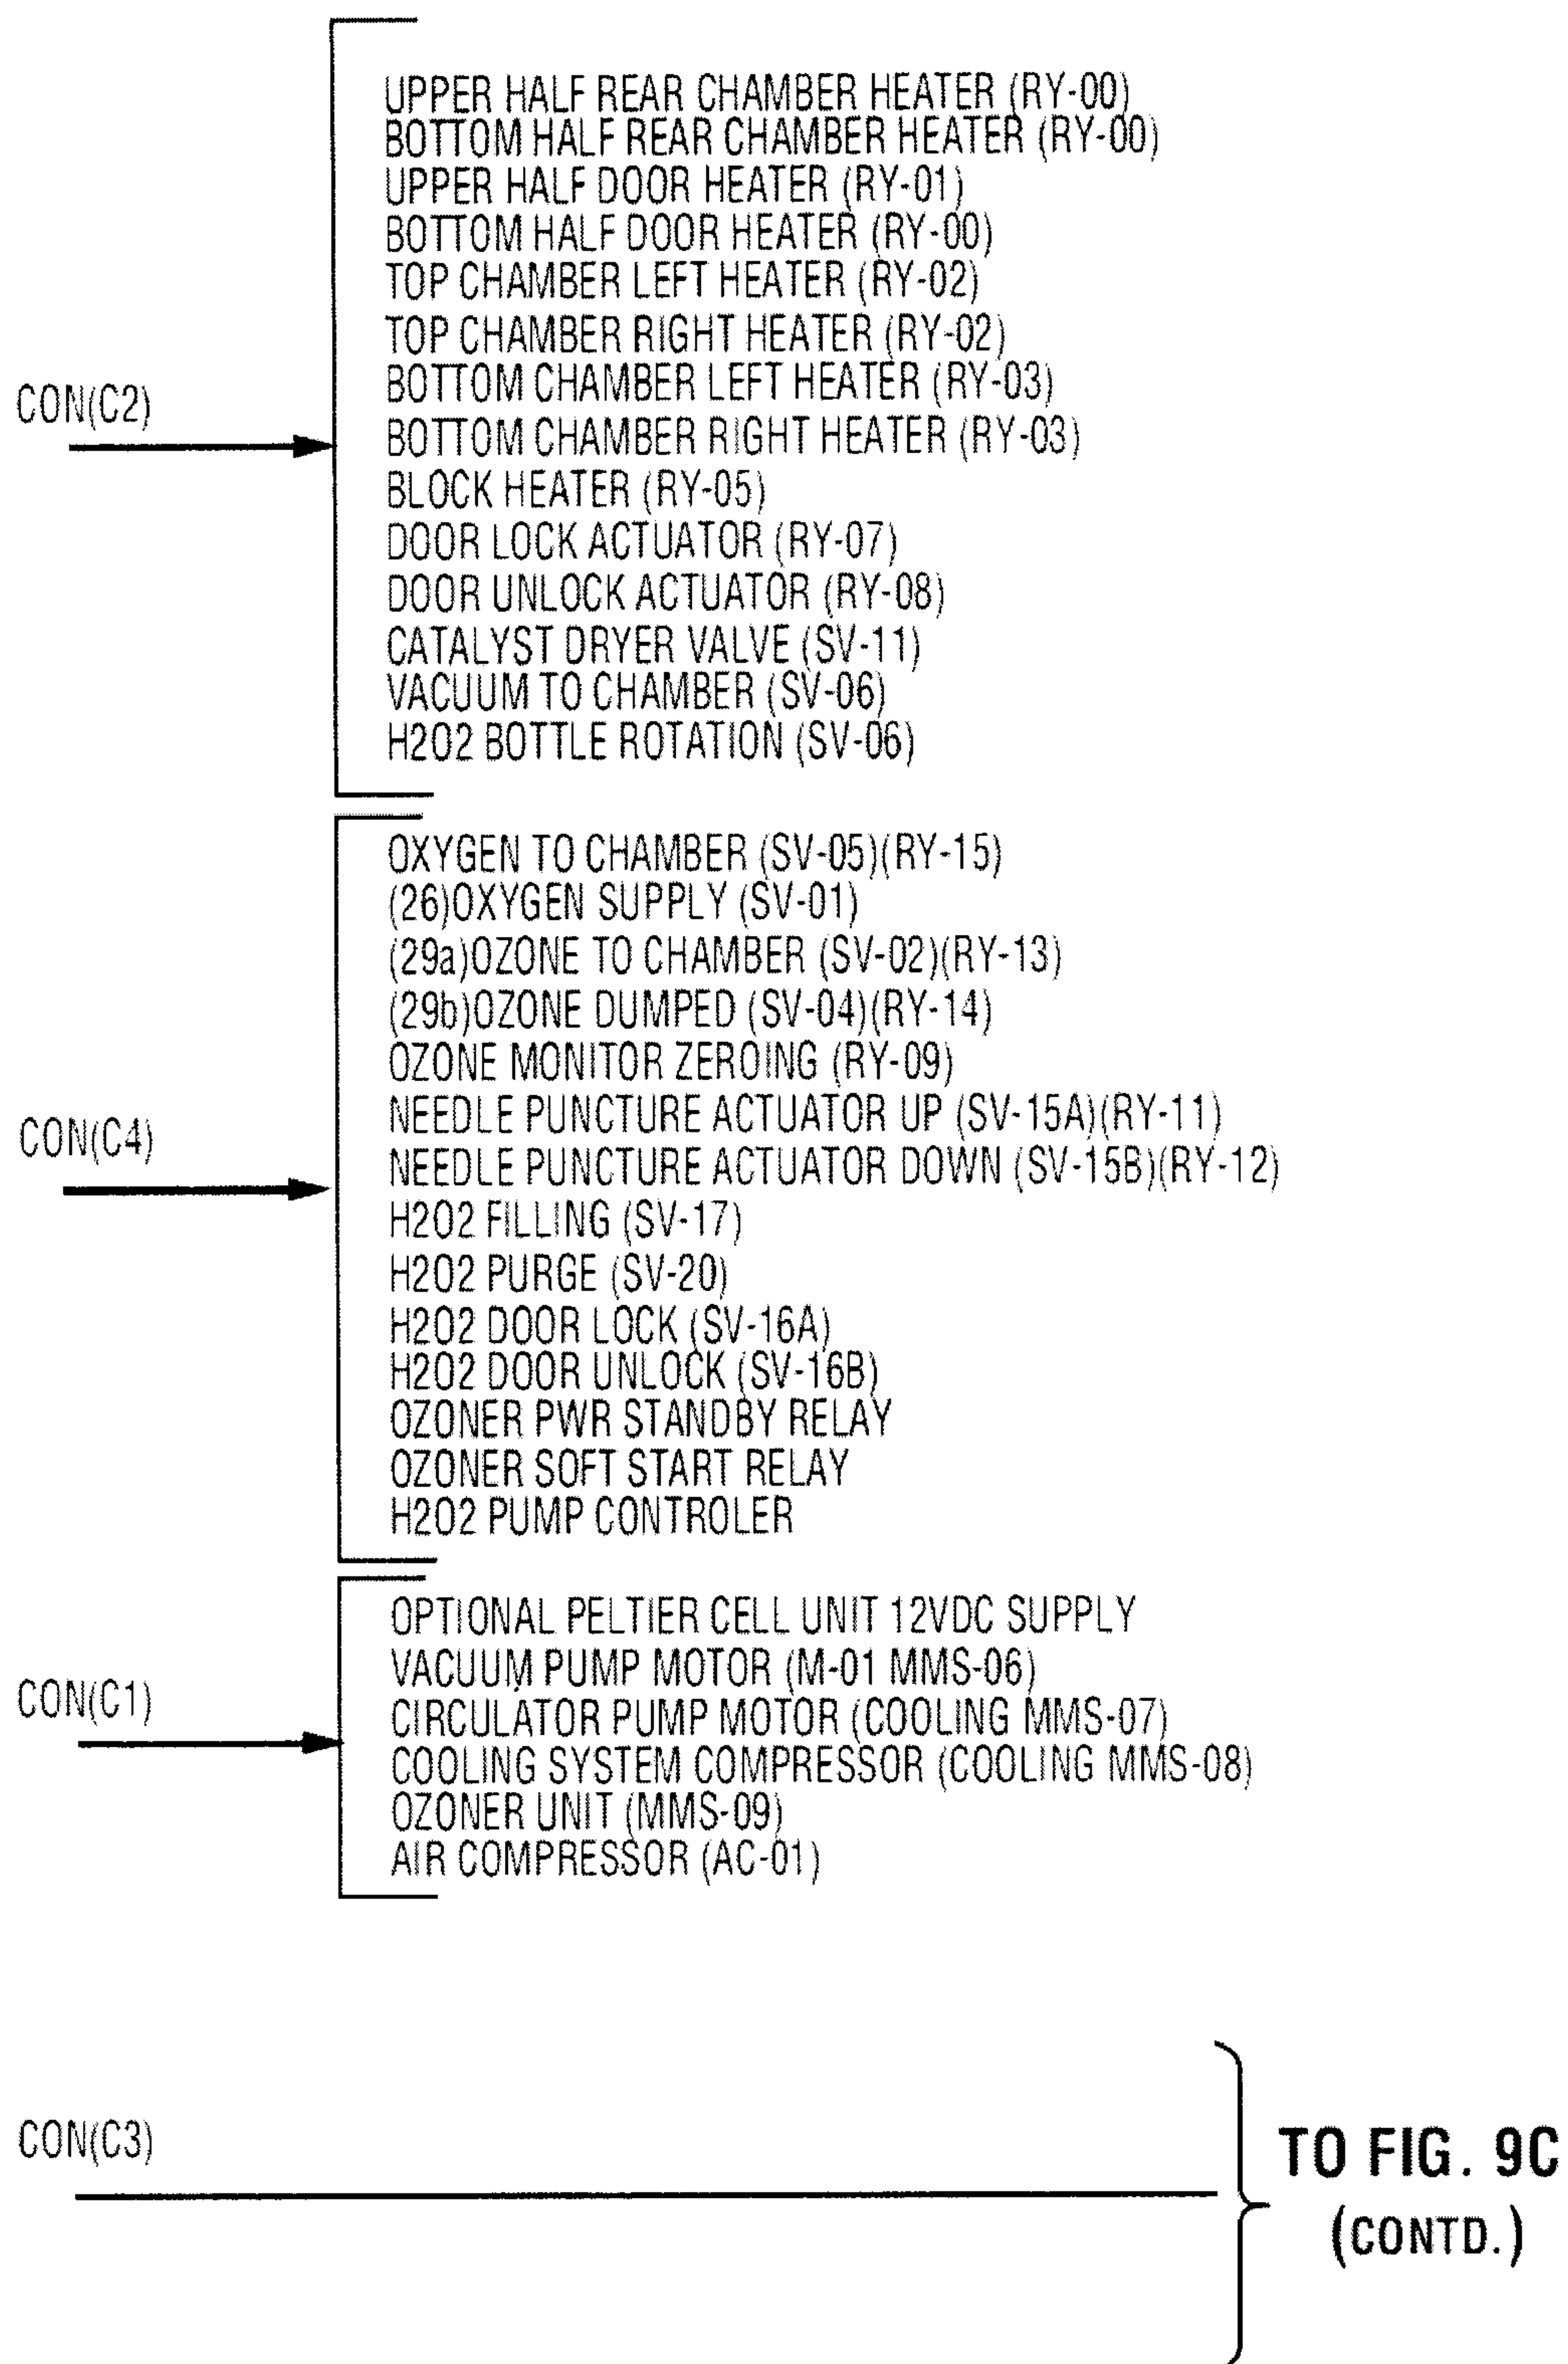 UPPER HALF REAR CHAMBER HEATER (RY-00)
BOTTOM HALF REAR CHAMBER HEATER (RY-00)
UPPER HALF DOOR HEATER (RY-01)
BOTTOM HALF DOOR HEATER (RY-00)
TOP CHAMBER LEFT HEATER (RY-02)
TOP CHAMBER RIGHT HEATER (RY-02)
BOTTOM CHAMBER LEFT HEATER (RY-03)
CON(C2)
BOTTOM CHAMBER RIGHT HEATER (RY-03)
BLOCK HEATER (RY-05)
DOOR LOCK ACTUATOR (RY-07)
DOOR UNLOCK ACTUATOR (RY-08)
CATALYST DRYER VALVE (SV-11)
VACUUM TO CHAMBER (SV-06)
H2O2 BOTTLE ROTATION (SV-06)
OXYGEN TO CHAMBER (SV-05)(RY-15)
(26)OXYGEN SUPPLY (SV-01)
(29a)OZONE TO CHAMBER (SV-02)(RY-13)
(29b)OZONE DUMPED (SV-04)(RY-14)
OZONE MONITOR ZEROING (RY-09)
NEEDLE PUNCTURE ACTUATOR UP (SV-15A)(RY-11)
CON(C4)
NEEDLE PUNCTURE ACTUATOR DOWN (SV-15B)(RY-12)
H2O2 FILLING (SV-17)
H2O2 PURGE (SV-20)
H2O2 DOOR LOCK (SV-16A)
H2O2 DOOR UNLOCK (SV-16B)
OZONER PWR STANDBY RELAY
OZONER SOFT START RELAY
H2O2 PUMP CONTROLER
OPTIONAL PELTIER CELL UNIT 12VDC SUPPLY
VACUUM PUMP MOTOR (M-01 MMS-06)
CON(C1)
CIRCULATOR PUMP MOTOR (COOLING MMS-07)
COOLING SYSTEM COMPRESSOR (COOLING MMS-08)
OZONER UNIT (MMS-09)
AIR COMPRESSOR (AC-01)
CON(C3)
TO FIG. 9C
(CONTD.)